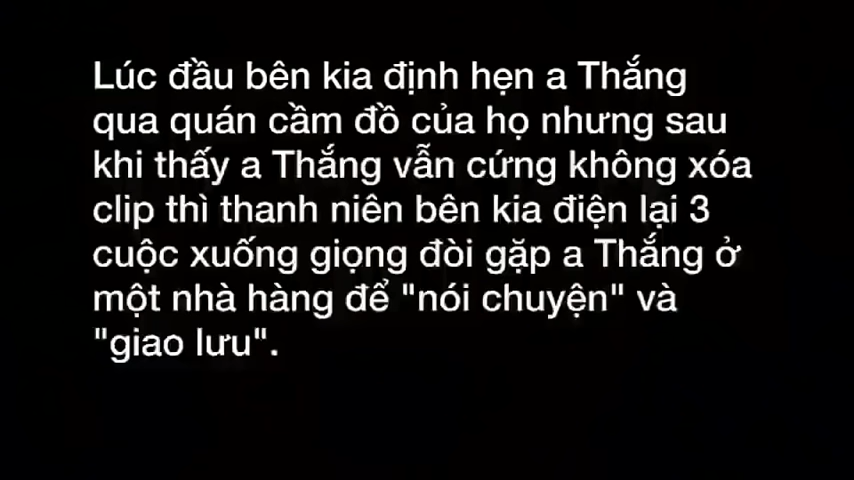 Lúc đầu bên kia định hẹn a Thắng
qua quán cầm đồ của họ nhưng sau
khi thấy a Thắng vẫn cứng không xóa
clip thì thanh niên bên kia điện lại 3
cuộc xuống giọng đòi gặp a Thắng ở
một nhà hàng để "nói chuyện" và
"giao lưu".